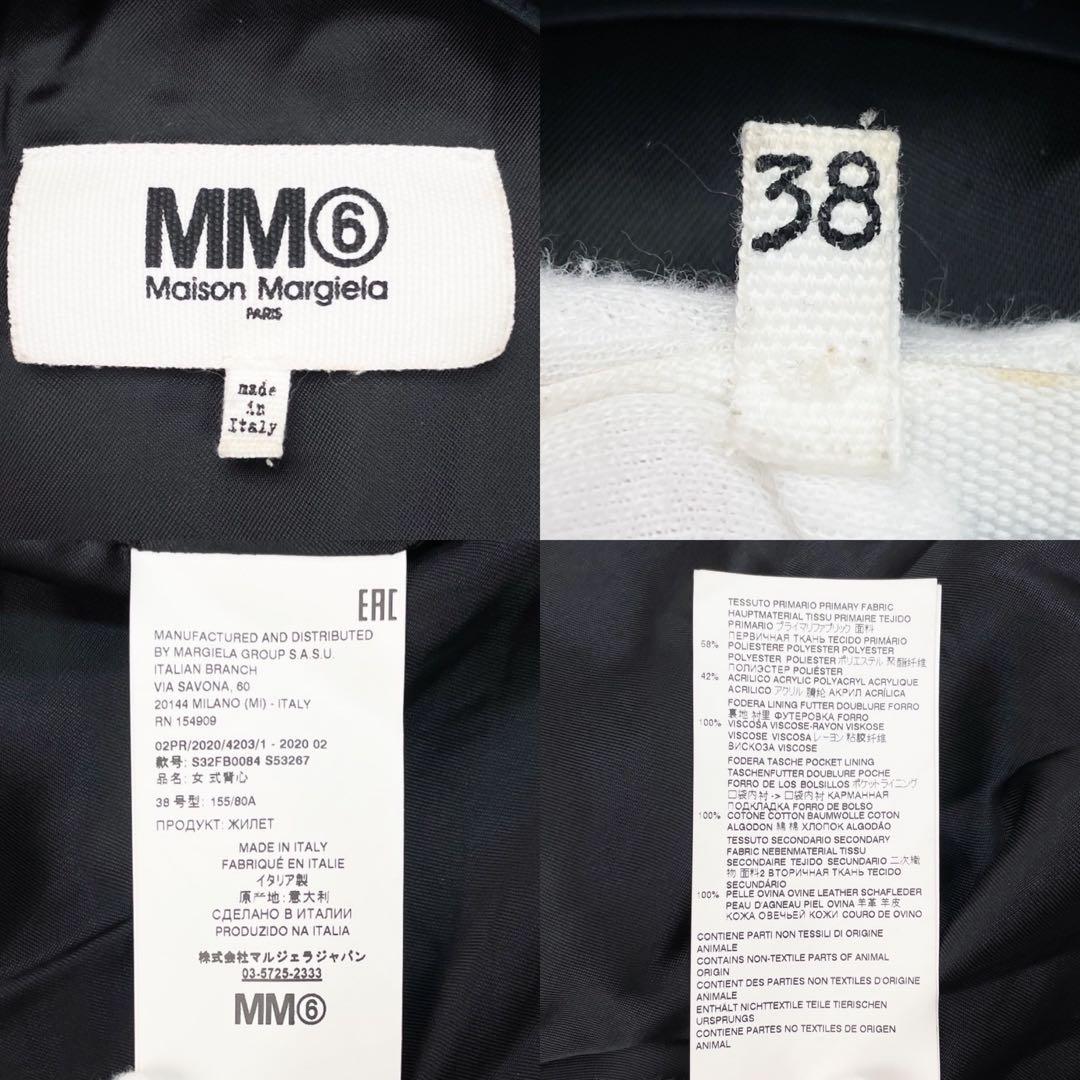 MM⑥
Maison Margiela
PARIS
made
in
Italy
38
EAC
MANUFACTURED AND DISTRIBUTED
BY MARGIELA GROUP S.A.S.U.
ITALIAN BRANCH
VIA SAVONA, 60
20144 MILANO (MI) - ITALY
RN 154909
02PR/2020/4203/1 - 2020 02
款号: S32FB0084 S53267
品名: 女 式背心
38 号型: 155/80A
ПРОДУКТ: ЖИЛЕТ
MADE IN ITALY
FABRIQUÉ EN ITALIE
イタリア製
原产地: 意大利
СДЕЛАНО В ИТАЛИИ
PRODUZIDO NA ITALIA
株式会社マルジェラジャパン
03-5725-2333
MM⑥
TESSUTO PRIMARIO PRIMARY FABRIC
HAUPTMATERIAL TISSU PRIMAIRE TEJIDO
PRIMARIO プライマリファブリック 面料
ПЕРВИЧНАЯ ТКАНЬ TECIDO PRIMÁRIO
58% POLIESTERE POLYESTER POLYESTER
POLYESTER POLIESTER ポリエステル 聚酯纤维
ПОЛИЭСТЕР POLIÉSTER
42% ACRILICO ACRYLIC POLYACRYL ACRYLIQUE
ACRILICO アクリル 腈纶 АКРИЛ ACRÍLICA
FODERA LINING FUTTER DOUBLURE FORRO
裏地 衬里 ФУТЕРОВКА FORRO
100% VISCOSA VISCOSE-RAYON VISKOSE
VISCOSE VISCOSA レーヨン 粘胶纤维
ВИСКОЗА VISCOSE
FODERA TASCHE POCKET LINING
TASCHENFUTTER DOUBLURE POCHE
FORRO DE LOS BOLSILLOS ポケットライニング
口袋内衬 -> 口袋内衬 КАРМАННАЯ
ПОДКЛАДКА FORRO DE BOLSO
100% COTONE COTTON BAUMWOLLE COTON
ALGODON 綿 棉 ХЛОПОК ALGODÃO
TESSUTO SECONDARIO SECONDARY
FABRIC NEBENMATERIAL TISSU
SECONDAIRE TEJIDO SECUNDARIO 二次織
物 面料2 ВТОРИЧНАЯ ТКАНЬ TECIDO
SECUNDÁRIO
100% PELLE OVINA OVINE LEATHER SCHAFLEDER
PEAU D'AGNEAU PIEL OVINA 羊革 羊皮
КОЖА ОВЕЧЬЕЙ КОЖИ COURO DE OVINO
CONTIENE PARTI NON TESSILI DI ORIGINE
ANIMALE
CONTAINS NON-TEXTILE PARTS OF ANIMAL
ORIGIN
CONTIENT DES PARTIES NON TEXTILES D'ORIGINE
ANIMALE
ENTHÄLT NICHTTEXTILE TEILE TIERISCHEN
URSPRUNGS
CONTIENE PARTES NO TEXTILES DE ORIGEN
ANIMAL